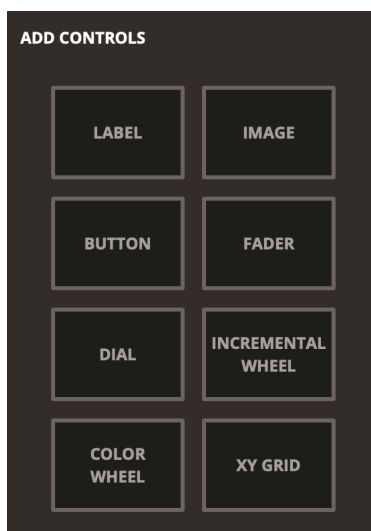 ADD CONTROLS
LABEL
IMAGE
BUTTON
FADER
DIAL
INCREMENTAL
WHEEL
COLOR
WHEEL
XY GRID